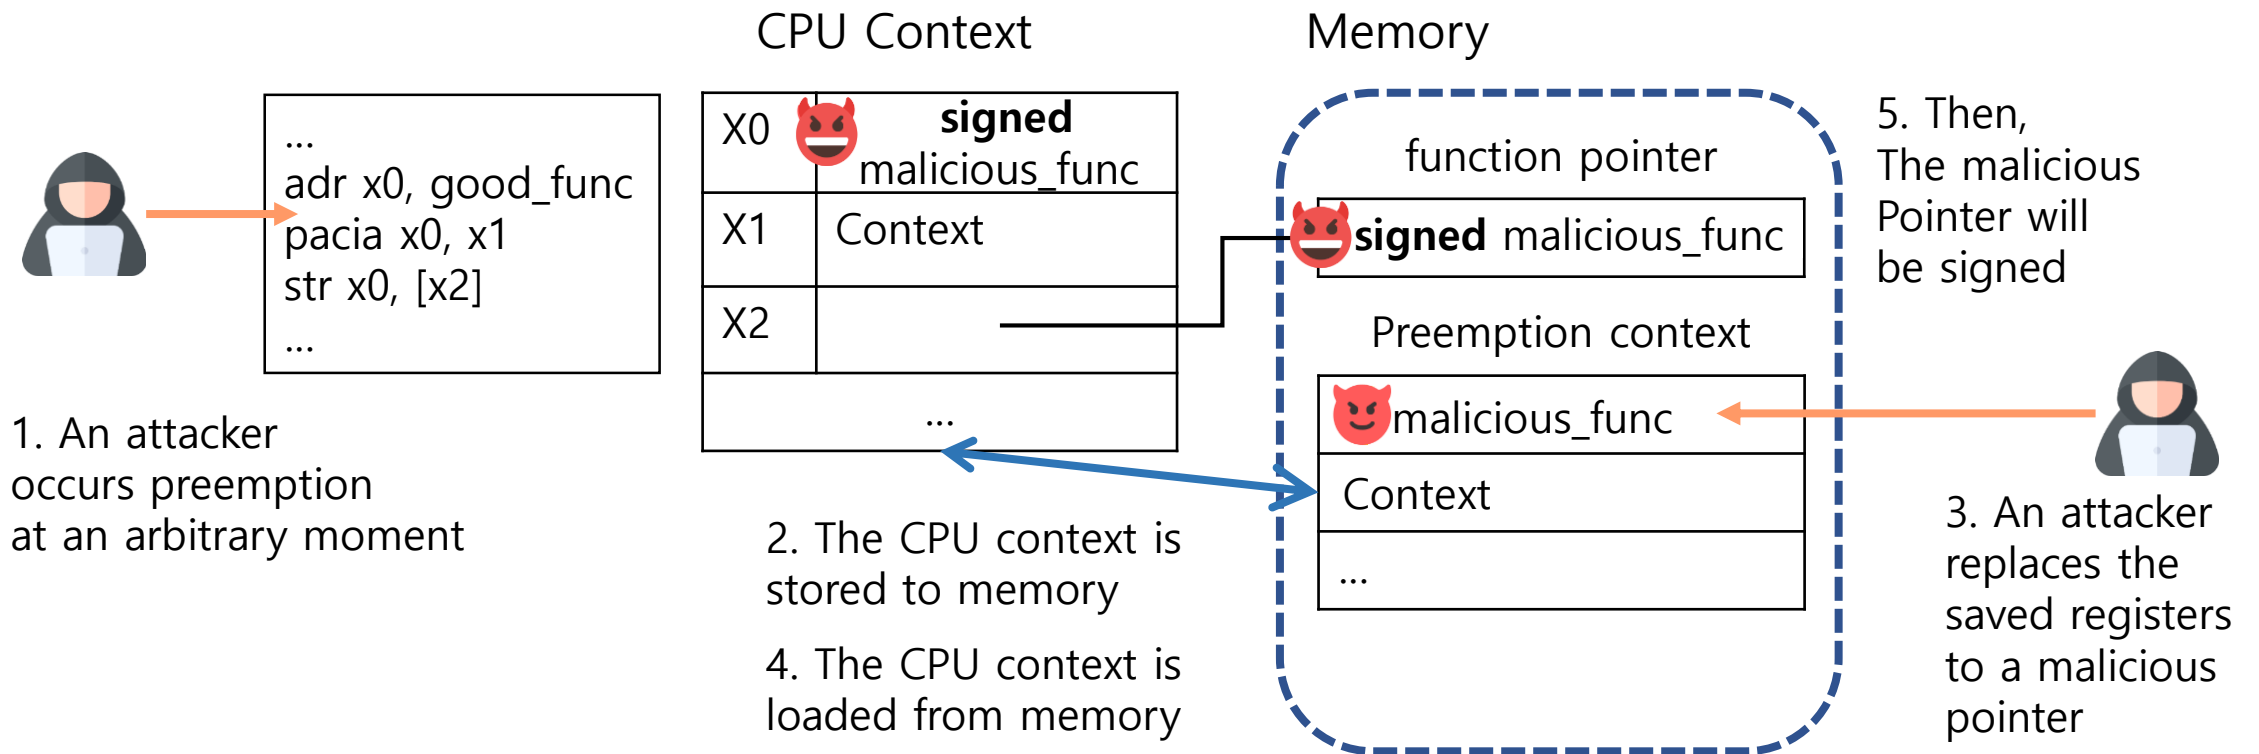 CPU Context
Memory
...
adr x0, good_func
pacia x0, x1
str x0, [x2]
...
1. An attacker
occurs preemption
at an arbitrary moment
X0
signed
malicious_func
X1
Context
X2
...
2. The CPU context is
stored to memory
4. The CPU context is
loaded from memory
function pointer
signed malicious_func
Preemption context
malicious_func
Context
...
5. Then,
The malicious
Pointer will
be signed
3. An attacker
replaces the
saved registers
to a malicious
pointer